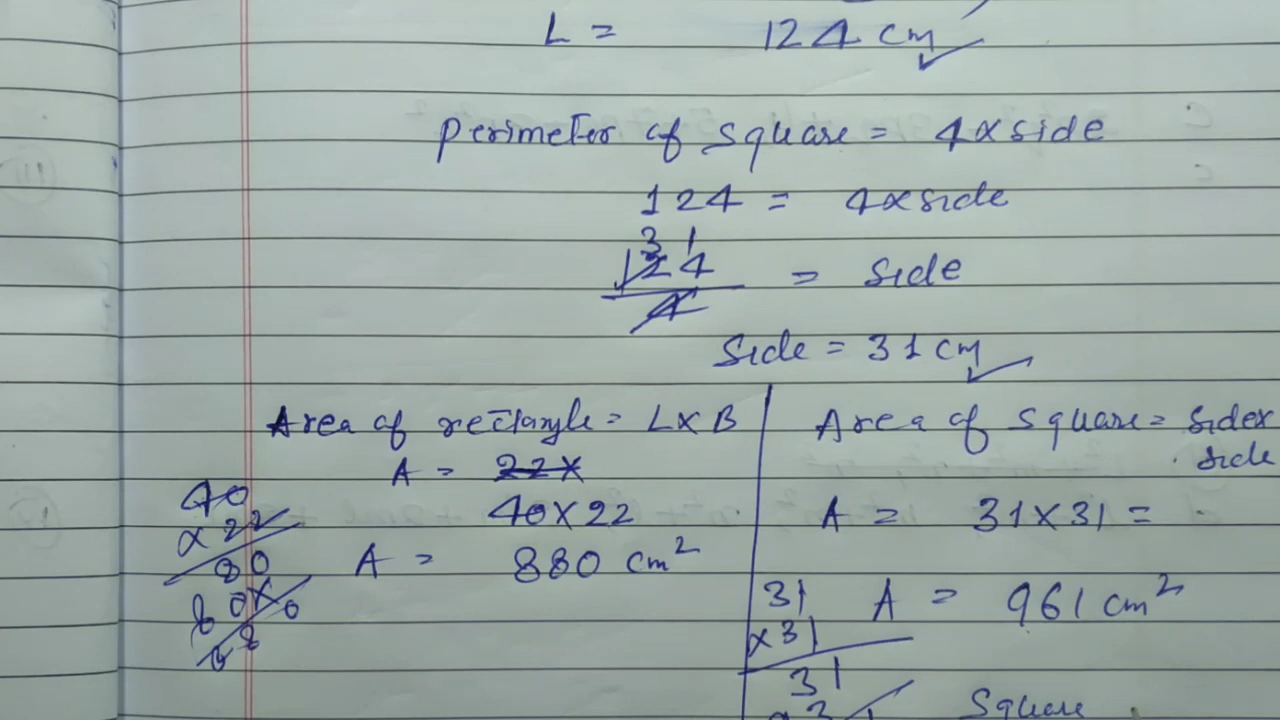 L = 124 cm
Perimeter of square = 4 x side
124 = 4 x side
31
124 = side
4
Side = 31 cm
Area of rectangle = L x B
A = 22 x
40 x 22
A = 880 cm²
40
x 22
80
80 x
Area of square = side x
side
A = 31 x 31 =
A = 961 cm²
31
x 31
31
Square